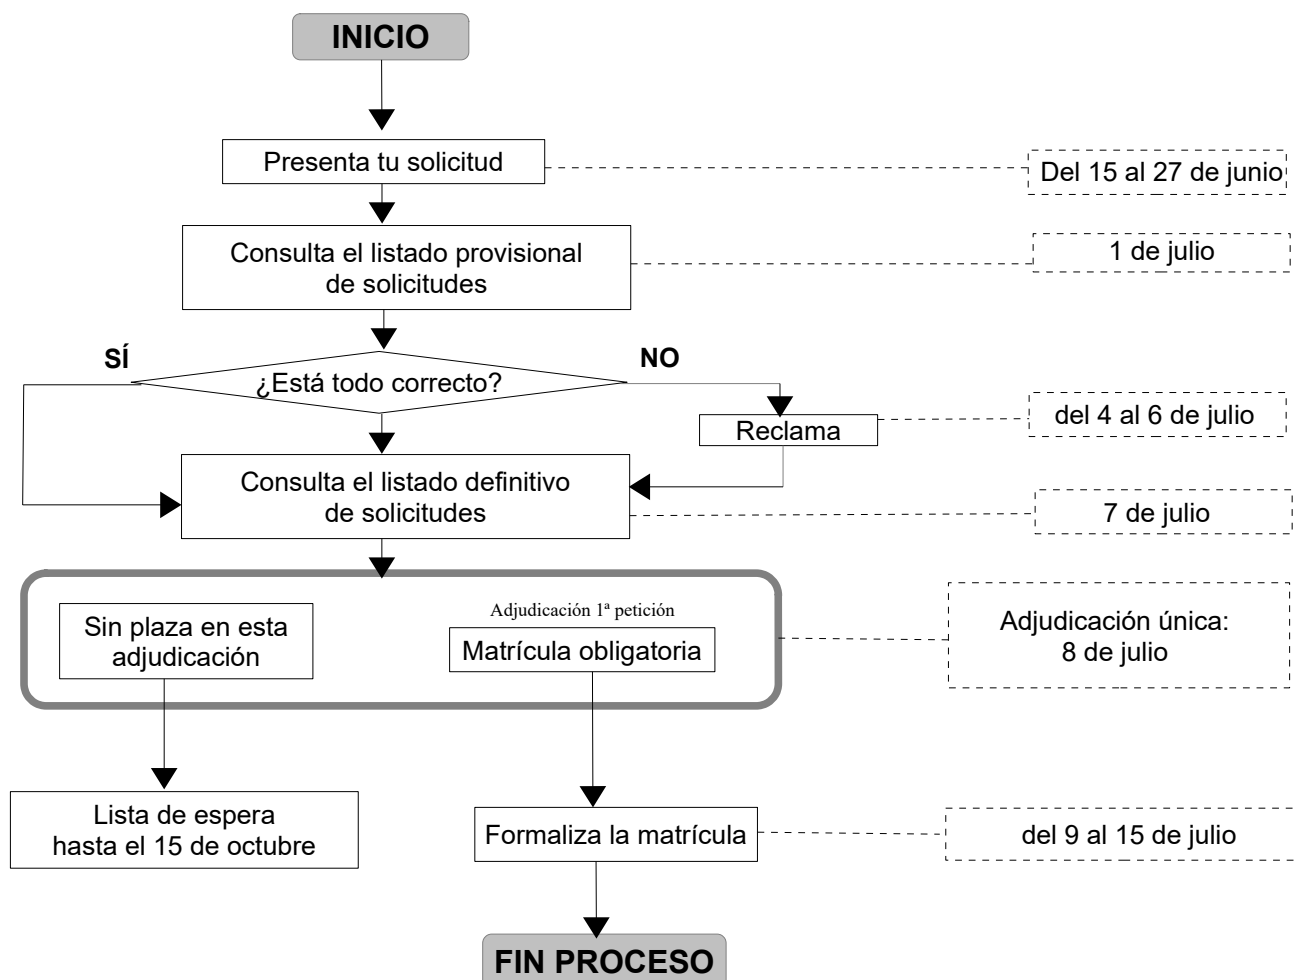 INICIO
Presenta tu solicitud
Del 15 al 27 de junio
Consulta el listado provisional
de solicitudes
1 de julio
SÍ
NO
¿Está todo correcto?
Reclama
del 4 al 6 de julio
Consulta el listado definitivo
de solicitudes
7 de julio
Sin plaza en esta
adjudicación
Adjudicación 1ª petición
Matrícula obligatoria
Adjudicación única:
8 de julio
Lista de espera
hasta el 15 de octubre
Formaliza la matrícula
del 9 al 15 de julio
FIN PROCESO